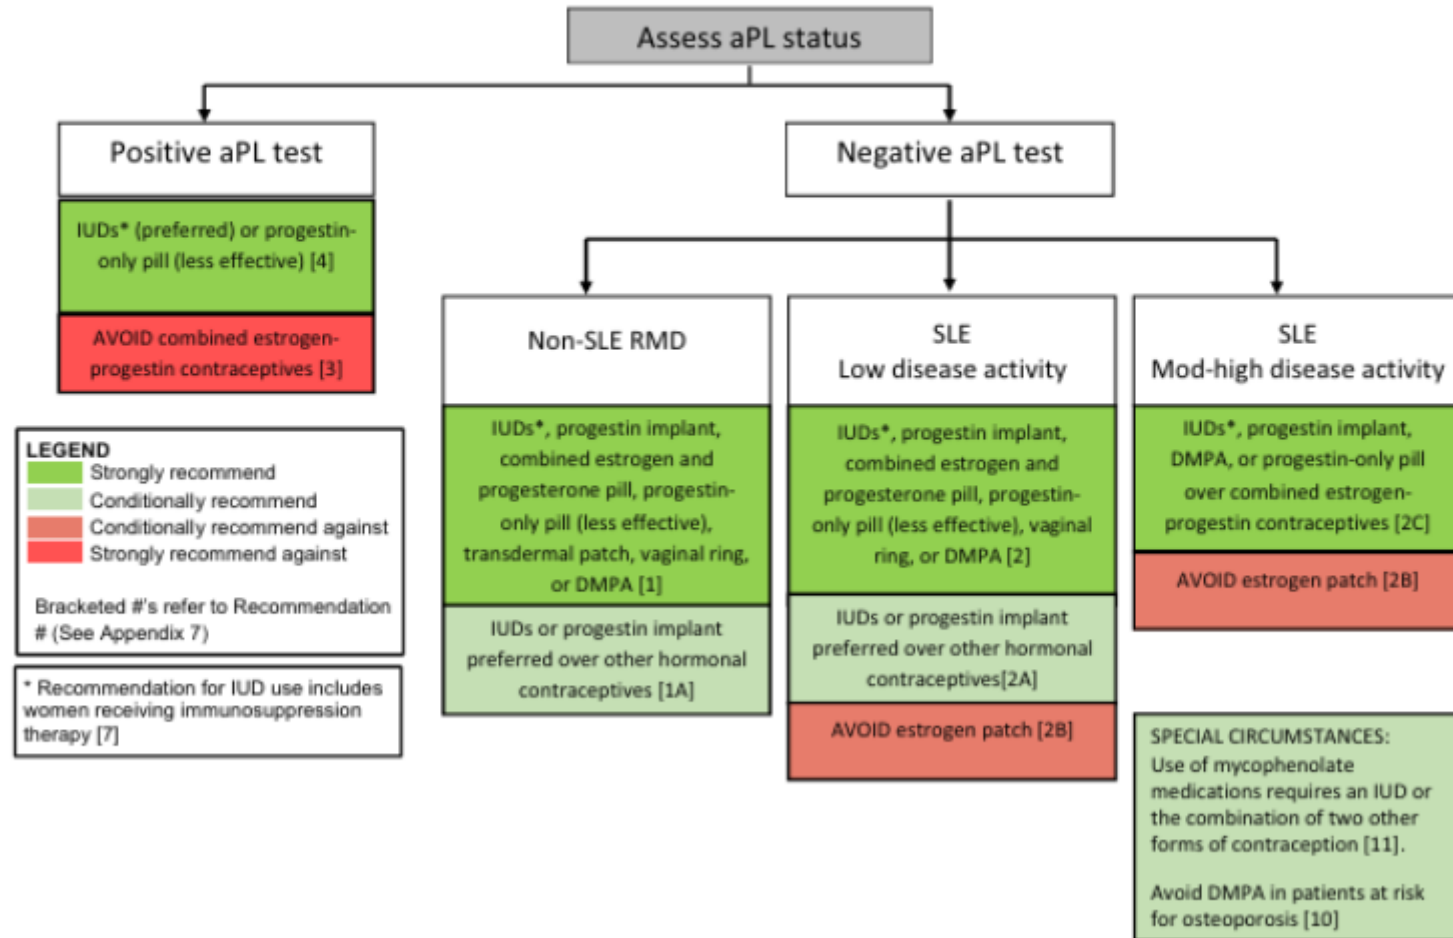 Assess aPL status
Positive aPL test
IUDs* (preferred) or progestin-
only pill (less effective) [4]
AVOID combined estrogen-
progestin contraceptives [3]
Negative aPL test
Non-SLE RMD
IUDs*, progestin implant,
combined estrogen and
progesterone pill, progestin-
only pill (less effective),
transdermal patch, vaginal ring,
or DMPA [1]
IUDs or progestin implant
preferred over other hormonal
contraceptives [1A]
SLE
Low disease activity
IUDs*, progestin implant,
combined estrogen and
progesterone pill, progestin-
only pill (less effective), vaginal
ring, or DMPA [2]
IUDs or progestin implant
preferred over other hormonal
contraceptives[2A]
AVOID estrogen patch [2B]
SLE
Mod-high disease activity
IUDs*, progestin implant,
DMPA, or progestin-only pill
over combined estrogen-
progestin contraceptives [2C]
AVOID estrogen patch [2B]
SPECIAL CIRCUMSTANCES:
Use of mycophenolate
medications requires an IUD or
the combination of two other
forms of contraception [11].
Avoid DMPA in patients at risk
for osteoporosis [10]
LEGEND
Strongly recommend
Conditionally recommend
Conditionally recommend against
Strongly recommend against
Bracketed #'s refer to Recommendation
# (See Appendix 7)
* Recommendation for IUD use includes
women receiving immunosuppression
therapy [7]